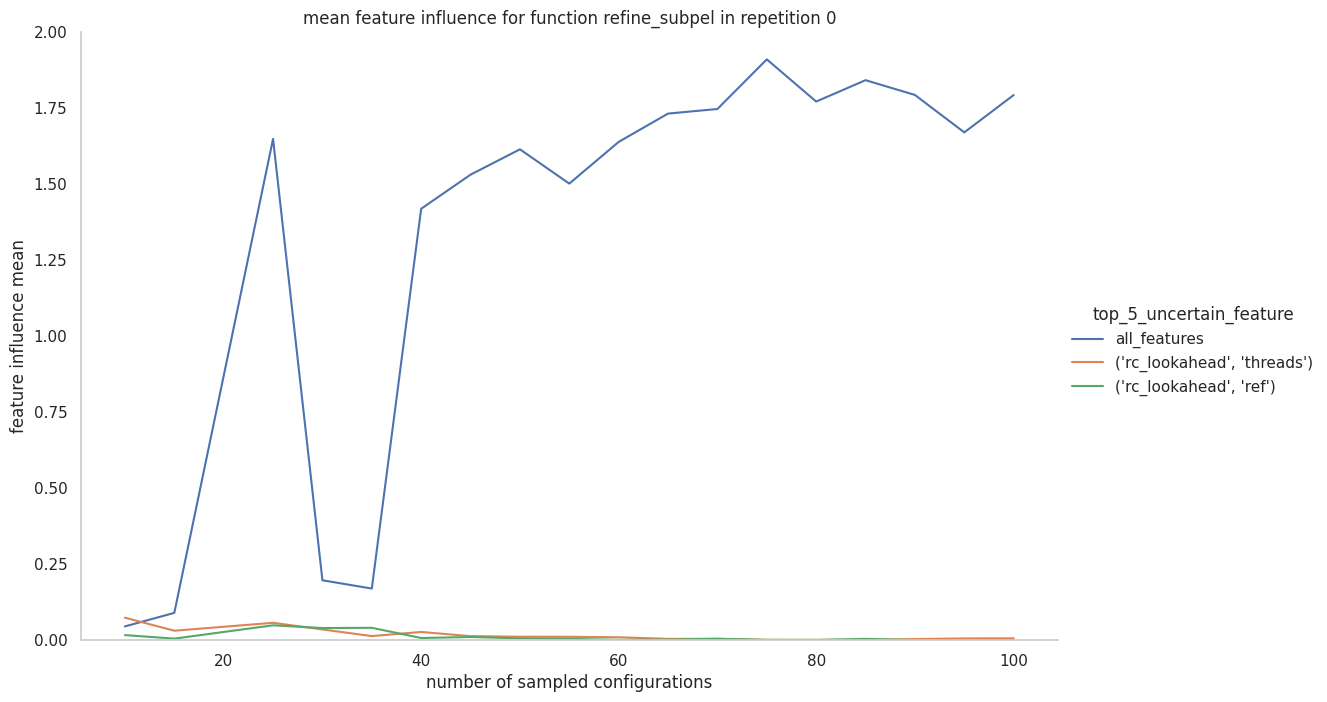 mean feature influence for function refine_subpel in repetition 0
2.00
1.75
1.50
1.25
1.00
0.75
0.50
0.25
0.00
feature influence mean
20
40
60
80
100
number of sampled configurations
top_5_uncertain_feature
all_features
('rc_lookahead', 'threads')
('rc_lookahead', 'ref')